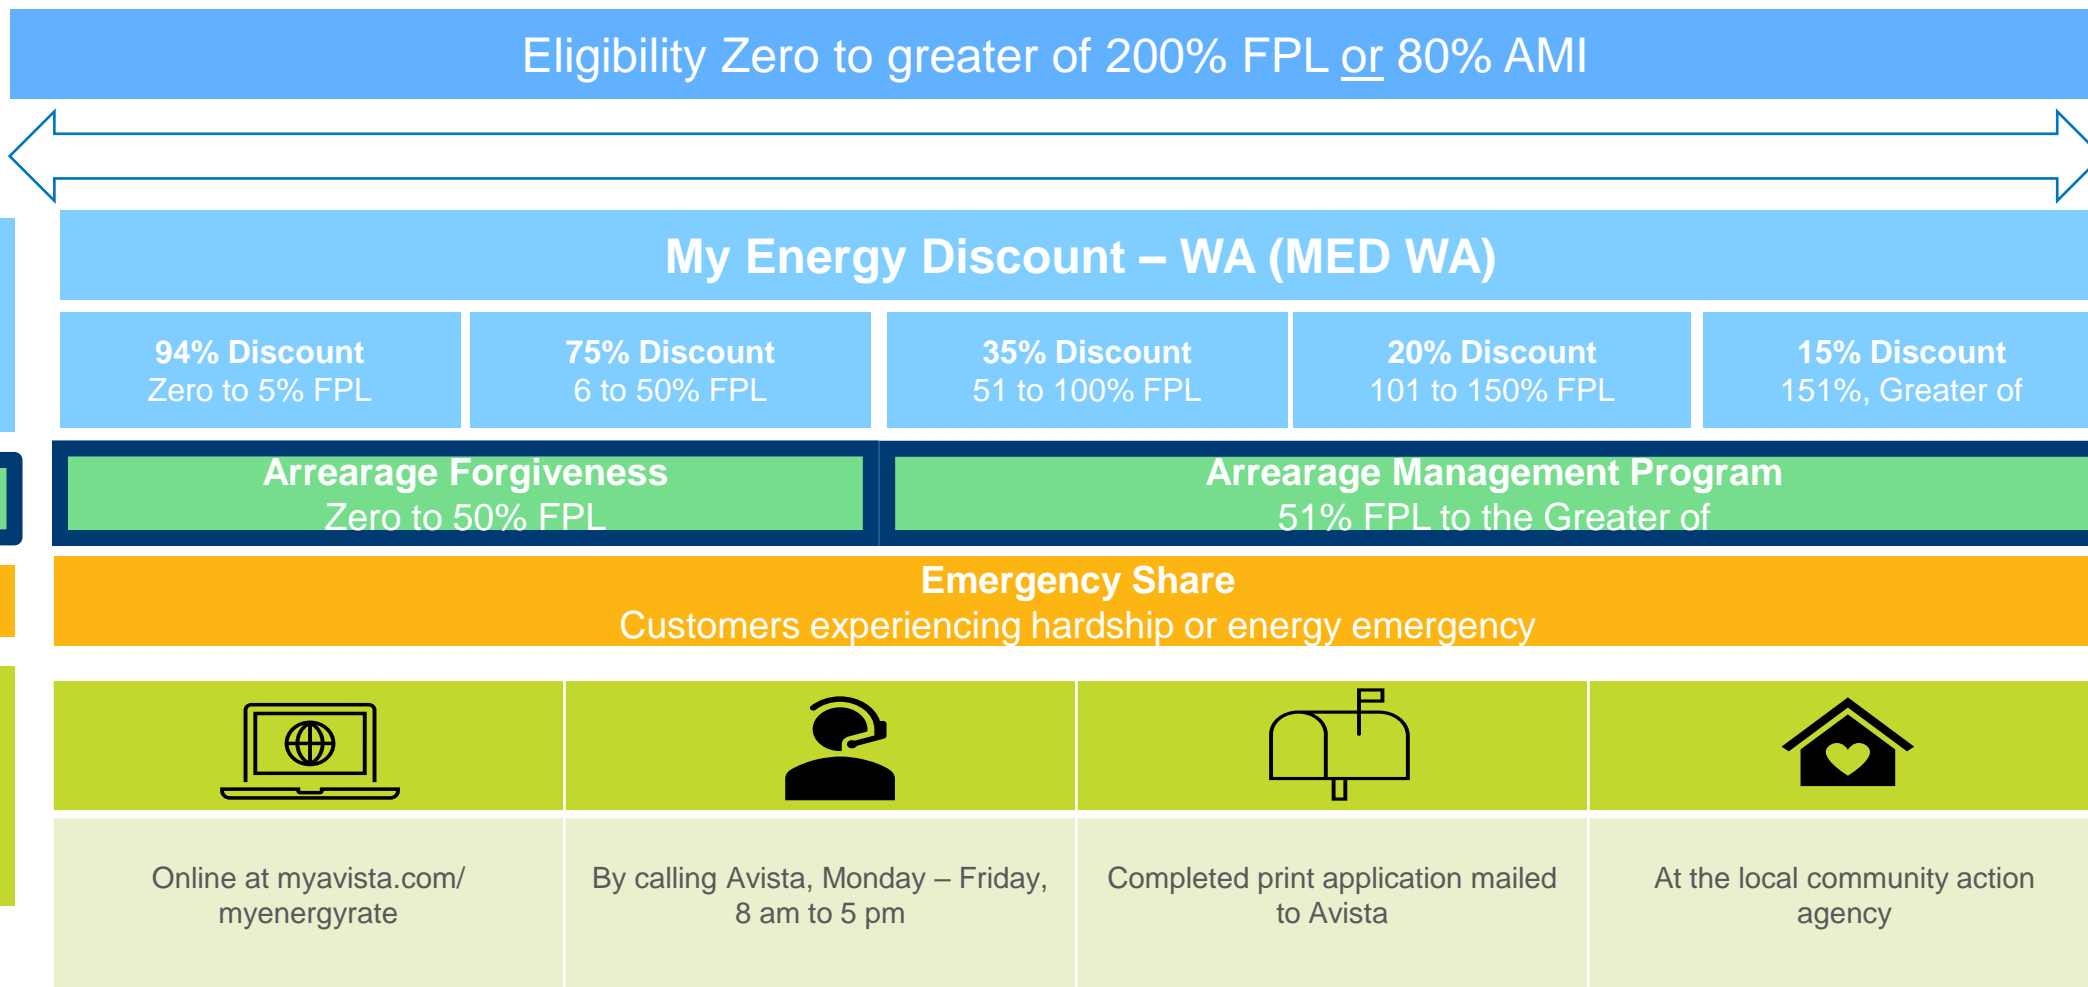 Eligibility Zero to greater of 200% FPL or 80% AMI
My Energy Discount – WA (MED WA)
94% Discount
Zero to 5% FPL
75% Discount
6 to 50% FPL
35% Discount
51 to 100% FPL
20% Discount
101 to 150% FPL
15% Discount
151%, Greater of
Arrearage Forgiveness
Zero to 50% FPL
Arrearage Management Program
51% FPL to the Greater of
Emergency Share
Customers experiencing hardship or energy emergency
Online at myavista.com/
myenergyrate
By calling Avista, Monday – Friday,
8 am to 5 pm
Completed print application mailed
to Avista
At the local community action
agency